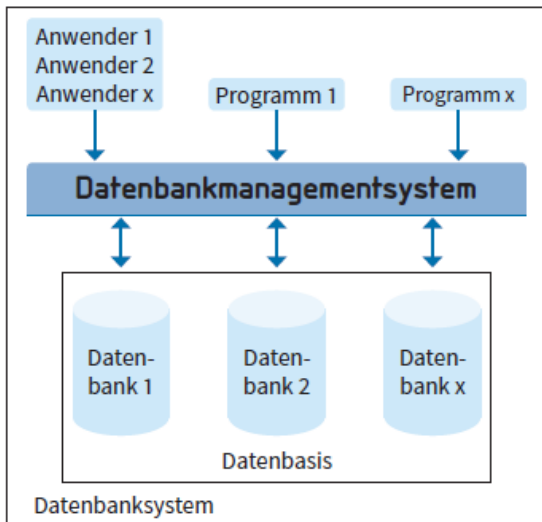 Anwender 1
Anwender 2
Anwender x
Programm 1
Programm x
Datenbankmanagementsystem
Daten-
bank 1
Daten-
bank 2
Daten-
bank x
Datenbasis
Datenbanksystem